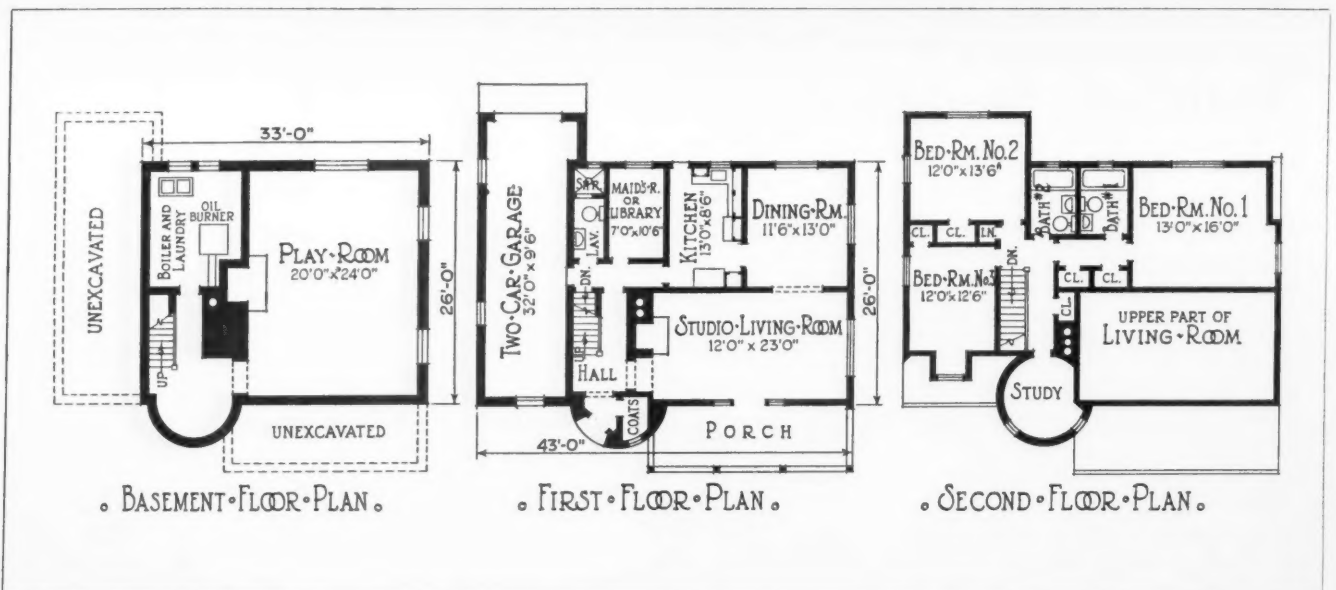 33'-0"
26'-0"
UNEXCAVATED
BOILER AND
LAUNDRY
OIL
BURNER
PLAY·ROOM
20'0"x24'0"
UP
UNEXCAVATED
·BASEMENT·FLOOR·PLAN·
TWO·CAR·GARAGE
32'0" x 9'6"
LAV.
MAID'S·R.
OR
LIBRARY
7'0"x10'6"
KITCHEN
13'0"x8'6"
DINING·RM.
11'6"x13'0"
DN.
UP
HALL
STUDIO·LIVING·ROOM
12'0" x 23'0"
COATS
PORCH
26'-0"
43'-0"
·FIRST·FLOOR·PLAN·
BED·RM. No. 2
12'0"x13'6"
BATH #2
BATH #1
BED·RM. No. 1
13'0"x16'0"
CL.
CL.
LN.
DN.
BED·RM. No. 3
12'0"x12'6"
CL.
CL.
CL.
UPPER PART OF
LIVING·ROOM
STUDY
·SECOND·FLOOR·PLAN·